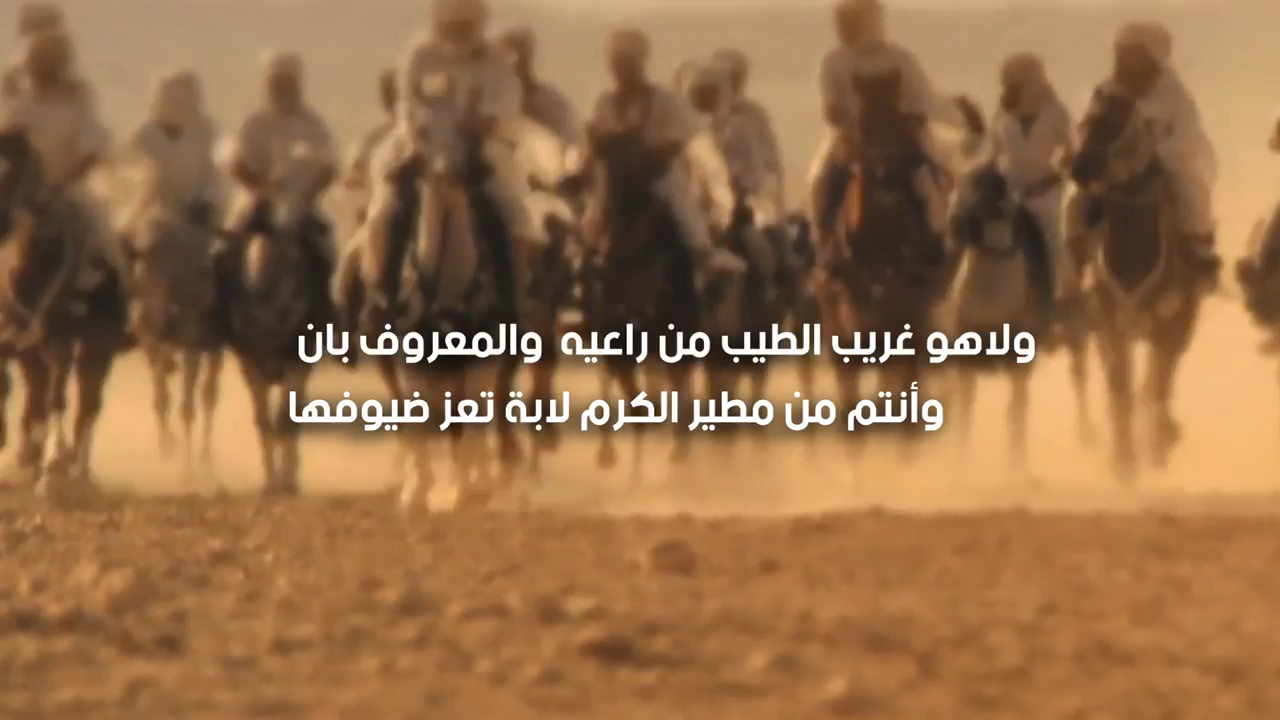 ولاهو غريب الطيب من راعيه والمعروف بان
وأنتم من مطير الكرم لابة تعز ضيوفها